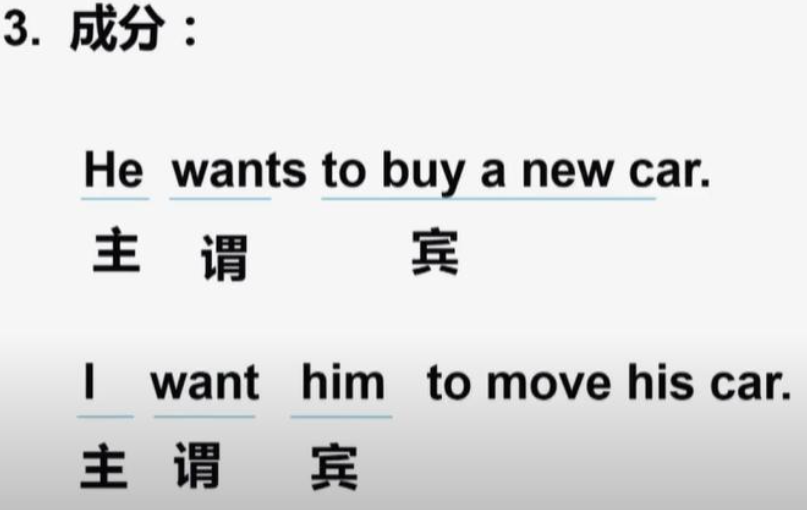 3. 成分：
He wants to buy a new car.
主 谓 宾
I want him to move his car.
主 谓 宾